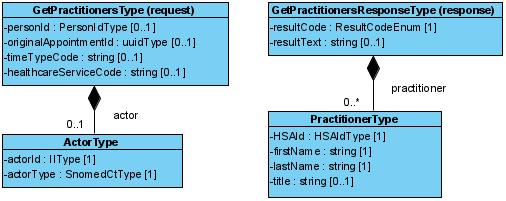 GetPractitionersType (request)
-personId : PersonIdType [0..1]
-originalAppointmentId : uuidType [0..1]
-timeTypeCode : string [0..1]
-healthcareServiceCode : string [0..1]
actor
0..1
ActorType
-actorId : IIType [1]
-actorType : SnomedCtType [1]
GetPractitionersResponseType (response)
-resultCode : ResultCodeEnum [1]
-resultText : string [0..1]
practitioner
0..*
PractitionerType
-HSAId : HSAIdType [1]
-firstName : string [1]
-lastName : string [1]
-title : string [0..1]